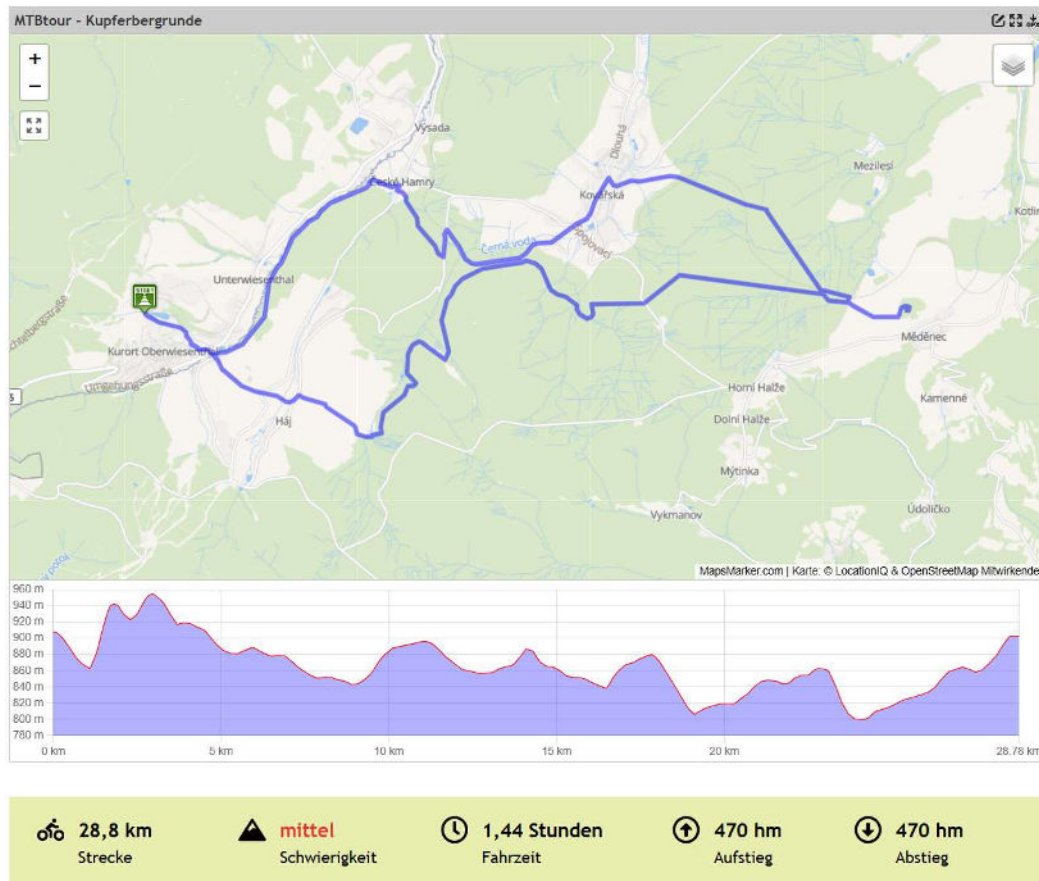 MTBtour - Kupferbergrunde
+
−
START
Výsada
České Hamry
Dlouhá
Kovářská
Mezilesí
Černá voda
Unterwiesenthal
Kurort Oberwiesenthal
Umgehungsstraße
Háj
Měděnec
Horní Halže
Kamenné
Dolní Halže
Mýtinka
Vykmanov
Údolíčko
MapsMarker.com | Karte: © LocationIQ & OpenStreetMap Mitwirkende
960 m
940 m
920 m
900 m
880 m
860 m
840 m
820 m
800 m
780 m
0 km 5 km 10 km 15 km 20 km 28.78 km
28,8 km mittel 1,44 Stunden 470 hm 470 hm
Strecke Schwierigkeit Fahrzeit Aufstieg Abstieg